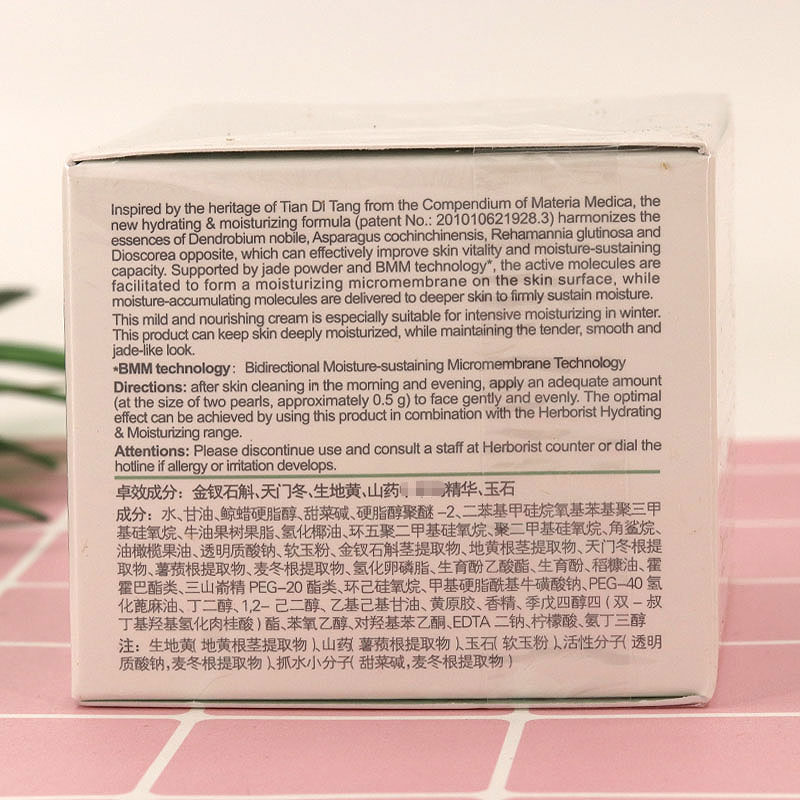 Inspired by the heritage of Tian Di Tang from the Compendium of Materia Medica, the
new hydrating & moisturizing formula (patent No.: 201010621928.3) harmonizes the
essences of Dendrobium nobile, Asparagus cochinchinensis, Rehamannia glutinosa and
Dioscorea opposite, which can effectively improve skin vitality and moisture-sustaining
capacity. Supported by jade powder and BMM technology*, the active molecules are
facilitated to form a moisturizing micromembrane on the skin surface, while
moisture-accumulating molecules are delivered to deeper skin to firmly sustain moisture.
This mild and nourishing cream is especially suitable for intensive moisturizing in winter.
This product can keep skin deeply moisturized, while maintaining the tender, smooth and
jade-like look.
*BMM technology: Bidirectional Moisture-sustaining Micromembrane Technology
Directions: after skin cleaning in the morning and evening, apply an adequate amount
(at the size of two pearls, approximately 0.5 g) to face gently and evenly. The optimal
effect can be achieved by using this product in combination with the Herborist Hydrating
& Moisturizing range.
Attentions: Please discontinue use and consult a staff at Herborist counter or dial the
hotline if allergy or irritation develops.
卓效成分：金钗石斛、天门冬、生地黄、山药 精华、玉石
成分：水、甘油、鲸蜡硬脂醇、甜菜碱、硬脂醇聚醚-2、二苯基甲硅烷氧基苯基聚三甲
基硅氧烷、牛油果树果脂、氢化椰油、环五聚二甲基硅氧烷、聚二甲基硅氧烷、角鲨烷、
油橄榄果油、透明质酸钠、软玉粉、金钗石斛茎提取物、地黄根茎提取物、天门冬根提
取物、薯蓣根提取物、麦冬根提取物、氢化卵磷脂、生育酚乙酸酯、生育酚、稻糠油、霍
霍巴酯类、三山嵛精 PEG-20 酯类、环己硅氧烷、甲基硬脂酰基牛磺酸钠、PEG-40 氢
化蓖麻油、丁二醇、1,2-己二醇、乙基己基甘油、黄原胶、香精、季戊四醇四（双-叔
丁基羟基氢化肉桂酸）酯、苯氧乙醇、对羟基苯乙酮、EDTA 二钠、柠檬酸、氨丁三醇
注：生地黄（地黄根茎提取物）、山药（薯蓣根提取物）、玉石（软玉粉）、活性分子（透明
质酸钠,麦冬根提取物）、抓水小分子（甜菜碱,麦冬根提取物）